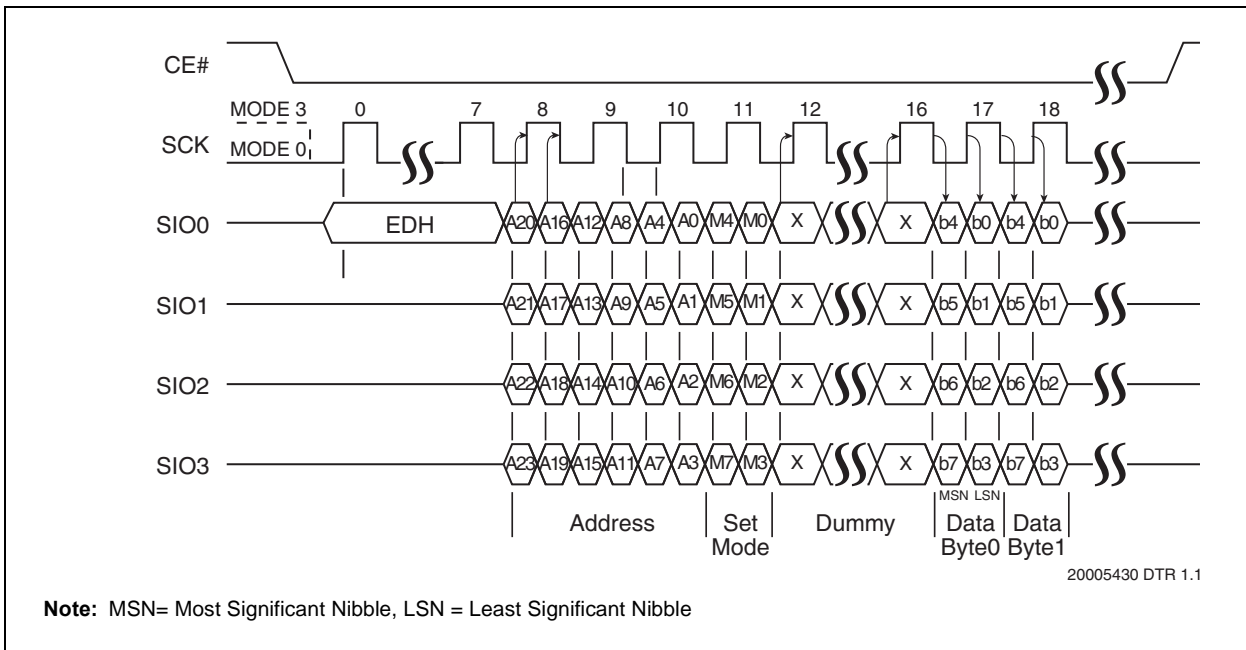 CE#
MODE 3 0 7 8 9 10 11 12 16 17 18
SCK
MODE 0
SIO0 EDH A20 A16 A12 A8 A4 A0 M4 M0 X X b4 b0 b4 b0
SIO1 A21 A17 A13 A9 A5 A1 M5 M1 X X b5 b1 b5 b1
SIO2 A22 A18 A14 A10 A6 A2 M6 M2 X X b6 b2 b6 b2
SIO3 A23 A19 A15 A11 A7 A3 M7 M3 X X b7 b3 b7 b3
MSN LSN
Address Set Dummy Data Data
Mode Byte0 Byte1
20005430 DTR 1.1
Note: MSN= Most Significant Nibble, LSN = Least Significant Nibble